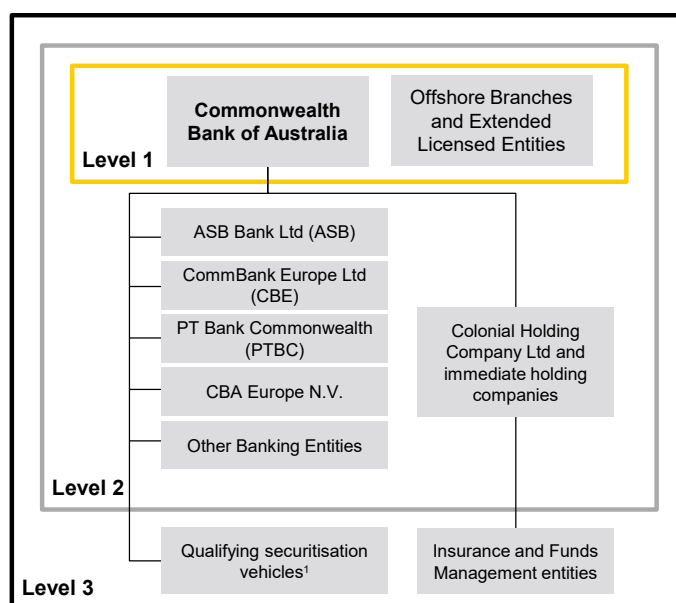 Commonwealth
Bank of Australia
Offshore Branches
and Extended
Licensed Entities
Level 1
ASB Bank Ltd (ASB)
CommBank Europe Ltd
(CBE)
PT Bank Commonwealth
(PTBC)
CBA Europe N.V.
Other Banking Entities
Colonial Holding
Company Ltd and
immediate holding
companies
Level 2
Qualifying securitisation
vehicles¹
Insurance and Funds
Management entities
Level 3